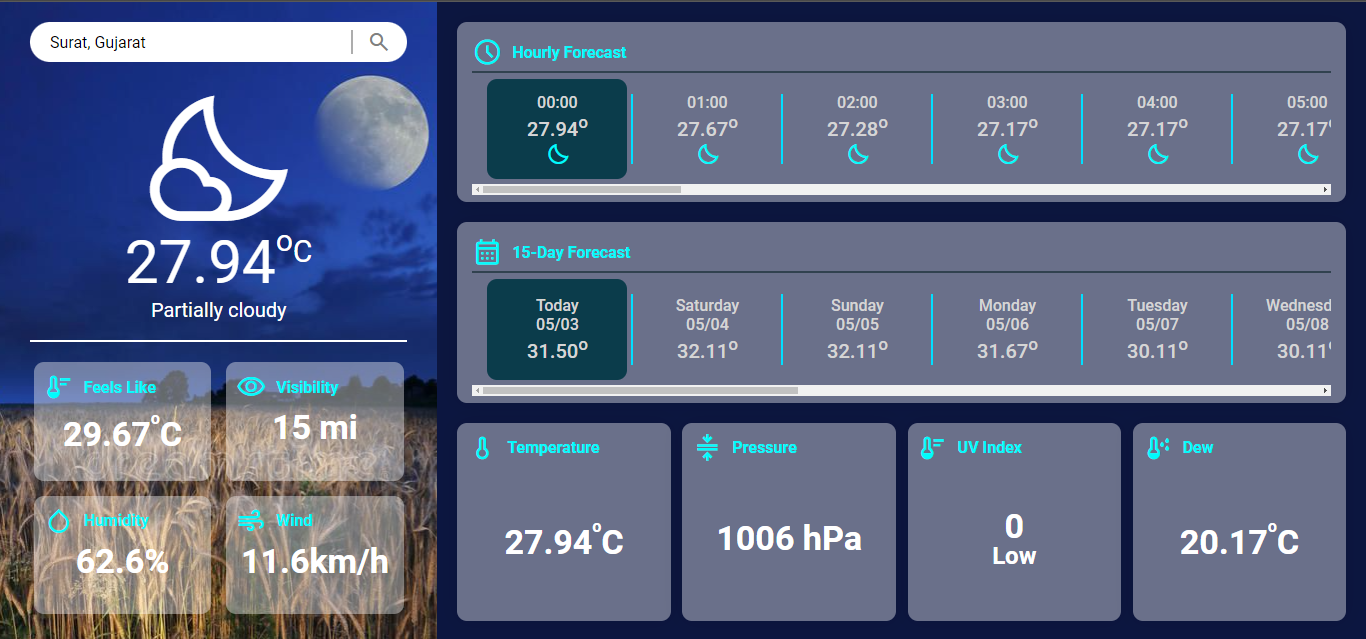 Surat, Gujarat
27.94°C
Partially cloudy
Feels Like
29.67°C
Visibility
15 mi
Humidity
62.6%
Wind
11.6km/h
Hourly Forecast
00:00 01:00 02:00 03:00 04:00 05:00
27.94° 27.67° 27.28° 27.17° 27.17° 27.17°
15-Day Forecast
Today Saturday Sunday Monday Tuesday Wednesd
05/03 05/04 05/05 05/06 05/07 05/08
31.50° 32.11° 32.11° 31.67° 30.11° 30.11°
Temperature
27.94°C
Pressure
1006 hPa
UV Index
0
Low
Dew
20.17°C